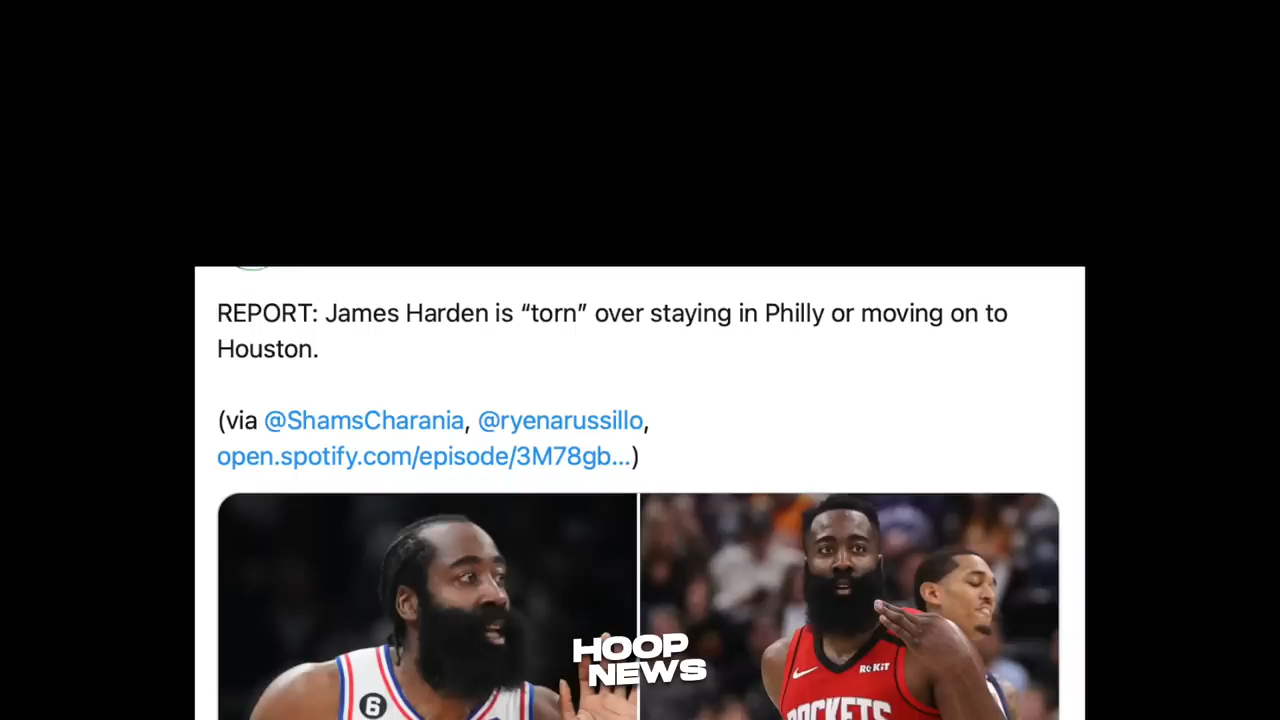 REPORT: James Harden is “torn” over staying in Philly or moving on to
Houston.
(via @ShamsCharania, @ryenarussillo,
open.spotify.com/episode/3M78gb...)
HOOP
NEWS
6
ROKiT
ROCKETS